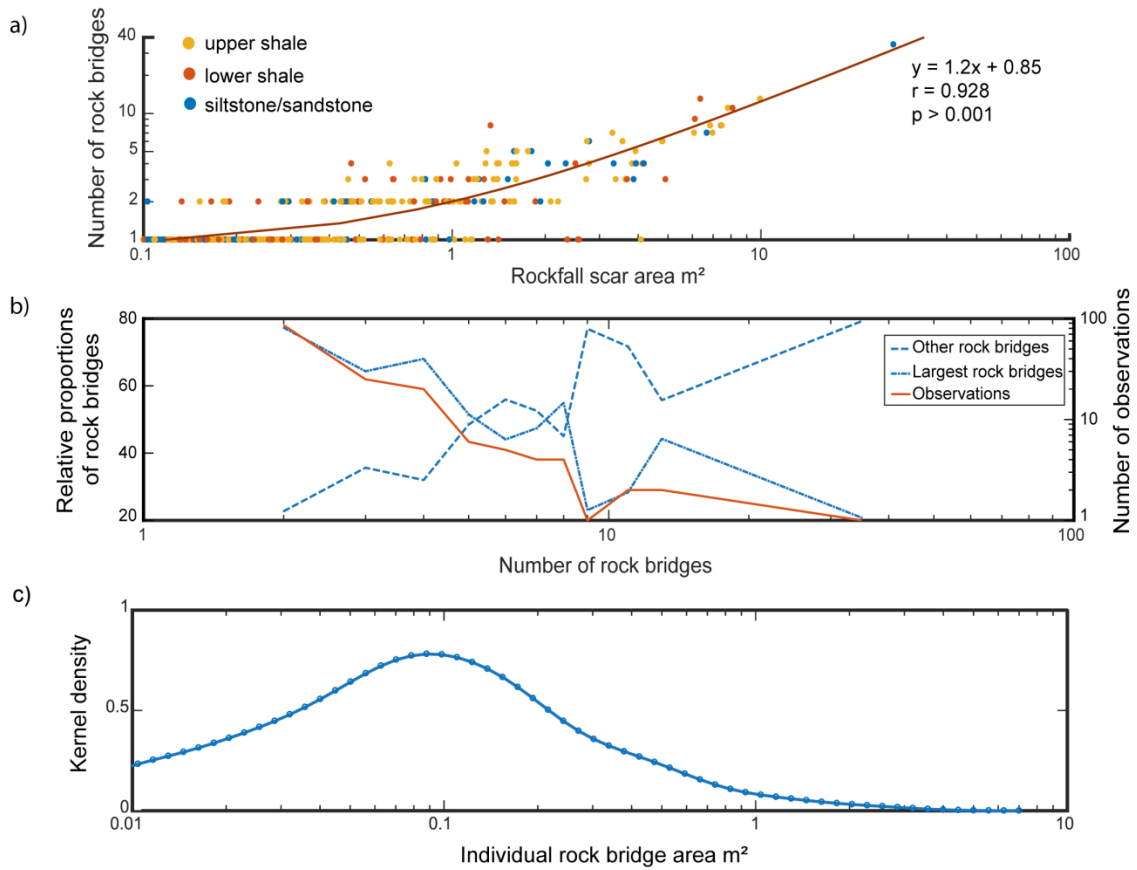 a)
40
10
5
2
1
Number of rock bridges
upper shale
lower shale
siltstone/sandstone
y = 1.2x + 0.85
r = 0.928
p > 0.001
0.1
1
10
100
Rockfall scar area m²
b)
80
60
40
20
Relative proportions
of rock bridges
100
10
1
Number of observations
Other rock bridges
Largest rock bridges
Observations
1
10
100
Number of rock bridges
c)
1
0.5
0
Kernel density
0.01
0.1
1
10
Individual rock bridge area m²